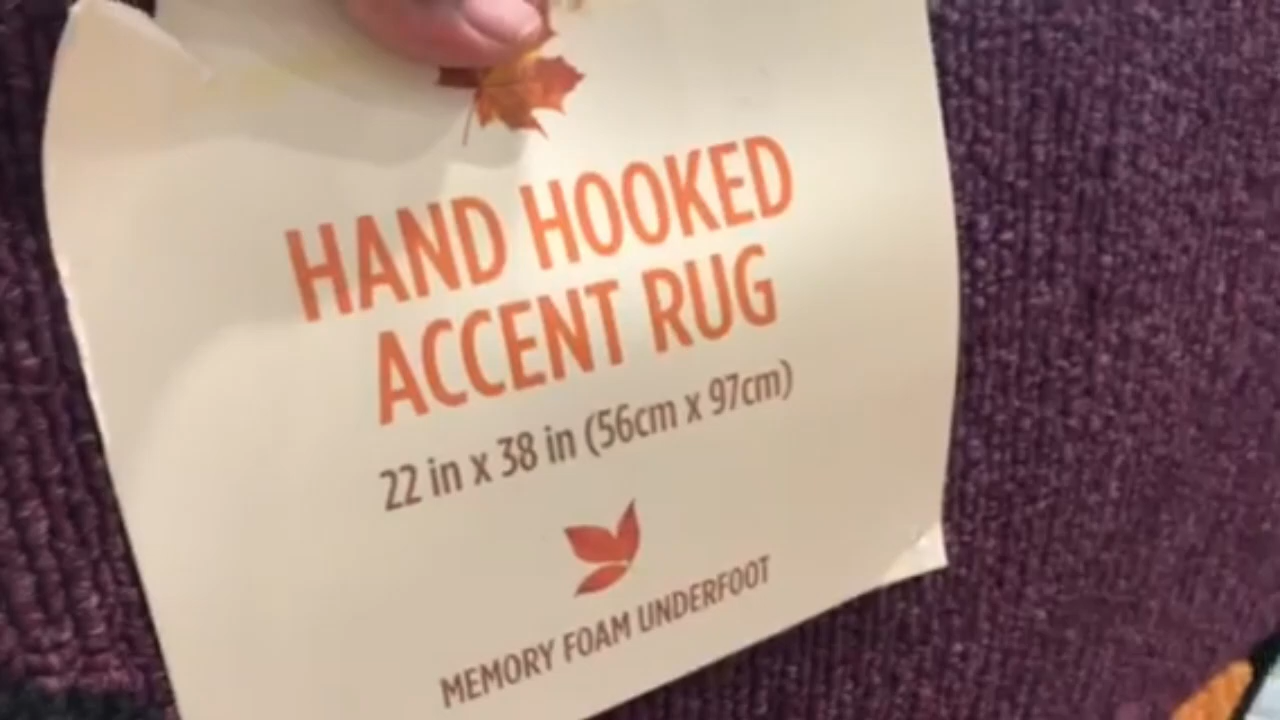 HAND HOOKED
ACCENT RUG
22 in x 38 in (56cm x 97cm)
MEMORY FOAM UNDERFOOT